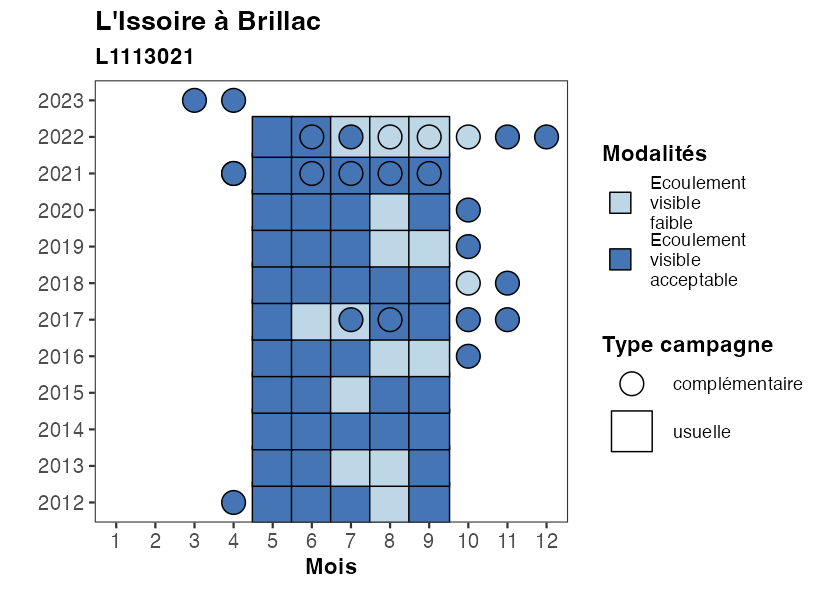 L'Issoire à Brillac
L1113021
2023
2022
2021
2020
2019
2018
2017
2016
2015
2014
2013
2012
1 2 3 4 5 6 7 8 9 10 11 12
Mois
Modalités
Ecoulement
visible
faible
Ecoulement
visible
acceptable
Type campagne
complémentaire
usuelle